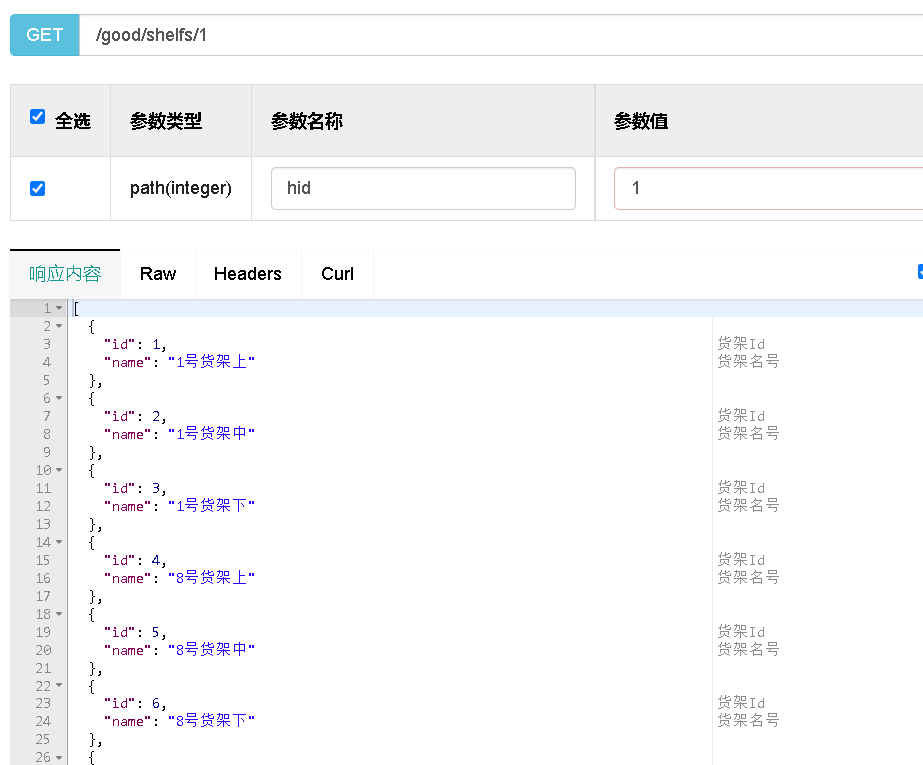 GET /good/shelfs/1
全选 参数类型 参数名称 参数值
path(integer) hid 1
响应内容 Raw Headers Curl
1 [
2 {
3 "id": 1, 货架Id
4 "name": "1号货架上" 货架名号
5 },
6 {
7 "id": 2, 货架Id
8 "name": "1号货架中" 货架名号
9 },
10 {
11 "id": 3, 货架Id
12 "name": "1号货架下" 货架名号
13 },
14 {
15 "id": 4, 货架Id
16 "name": "8号货架上" 货架名号
17 },
18 {
19 "id": 5, 货架Id
20 "name": "8号货架中" 货架名号
21 },
22 {
23 "id": 6, 货架Id
24 "name": "8号货架下" 货架名号
25 },
26 {